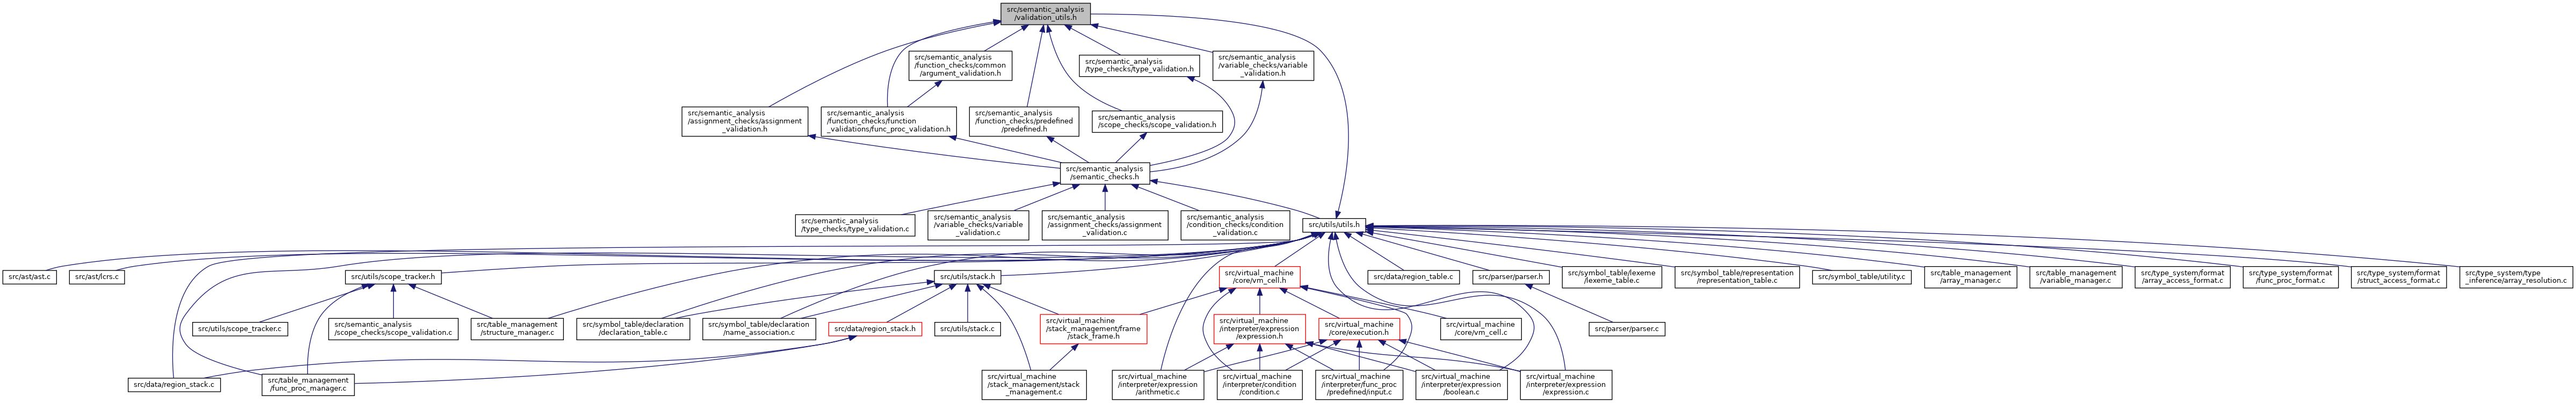 src/semantic_analysis
/validation_utils.h
src/semantic_analysis
/function_checks/common
/argument_validation.h
src/semantic_analysis
/type_checks/type_validation.h
src/semantic_analysis
/variable_checks/variable
_validation.h
src/semantic_analysis
/assignment_checks/assignment
_validation.h
src/semantic_analysis
/function_checks/function
_validations/func_proc_validation.h
src/semantic_analysis
/function_checks/predefined
/predefined.h
src/semantic_analysis
/scope_checks/scope_validation.h
src/semantic_analysis
/semantic_checks.h
src/semantic_analysis
/type_checks/type_validation.c
src/semantic_analysis
/variable_checks/variable
_validation.c
src/semantic_analysis
/assignment_checks/assignment
_validation.c
src/semantic_analysis
/condition_checks/condition
_validation.c
src/utils/utils.h
src/ast/ast.c
src/ast/lcrs.c
src/utils/scope_tracker.h
src/utils/stack.h
src/virtual_machine
/core/vm_cell.h
src/data/region_table.c
src/parser/parser.h
src/symbol_table/lexeme
/lexeme_table.c
src/symbol_table/representation
/representation_table.c
src/symbol_table/utility.c
src/table_management
/array_manager.c
src/table_management
/variable_manager.c
src/type_system/format
/array_access_format.c
src/type_system/format
/func_proc_format.c
src/type_system/format
/struct_access_format.c
src/type_system/type
_inference/array_resolution.c
src/utils/scope_tracker.c
src/semantic_analysis
/scope_checks/scope_validation.c
src/table_management
/structure_manager.c
src/symbol_table/declaration
/declaration_table.c
src/symbol_table/declaration
/name_association.c
src/data/region_stack.h
src/utils/stack.c
src/virtual_machine
/stack_management/frame
/stack_frame.h
src/virtual_machine
/interpreter/expression
/expression.h
src/virtual_machine
/core/execution.h
src/virtual_machine
/core/vm_cell.c
src/parser/parser.c
src/data/region_stack.c
src/table_management
/func_proc_manager.c
src/virtual_machine
/stack_management/stack
_management.c
src/virtual_machine
/interpreter/expression
/arithmetic.c
src/virtual_machine
/interpreter/condition
/condition.c
src/virtual_machine
/interpreter/func_proc
/predefined/input.c
src/virtual_machine
/interpreter/expression
/boolean.c
src/virtual_machine
/interpreter/expression
/expression.c